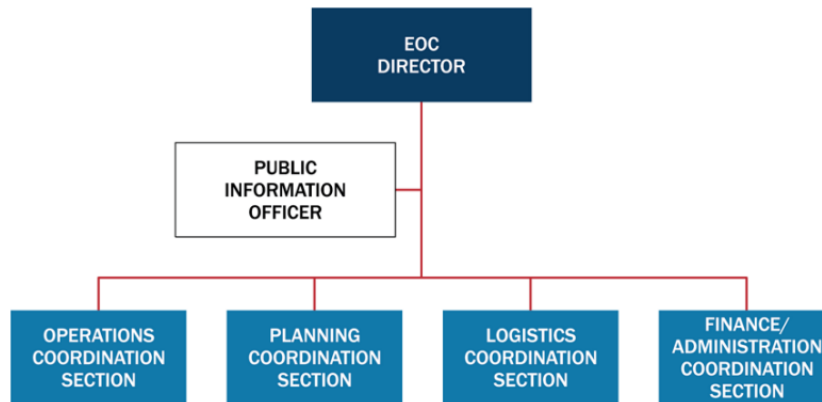 EOC
DIRECTOR
PUBLIC
INFORMATION
OFFICER
OPERATIONS
COORDINATION
SECTION
PLANNING
COORDINATION
SECTION
LOGISTICS
COORDINATION
SECTION
FINANCE/
ADMINISTRATION
COORDINATION
SECTION